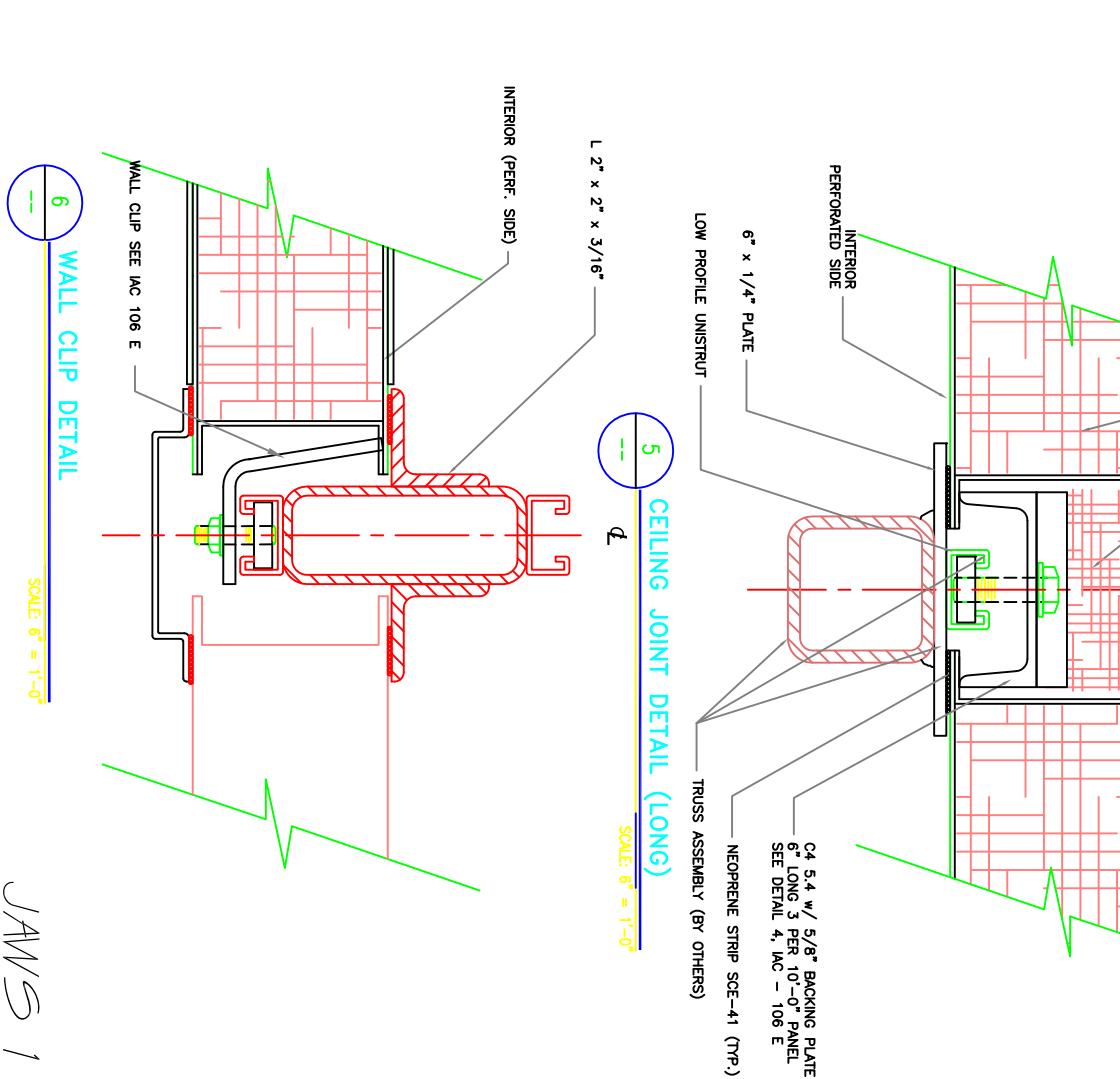 INTERIOR
PERFORATED SIDE
6" x 1/4" PLATE
LOW PROFILE UNISTRUT
C4 5.4 w/ 5/8" BACKING PLATE
6" LONG 3 PER 10'-0" PANEL
SEE DETAIL 4, IAC - 106 E
NEOPRENE STRIP SCE-41 (TYP.)
TRUSS ASSEMBLY (BY OTHERS)
5
--
CEILING JOINT DETAIL (LONG)
SCALE: 6" = 1'-0"
℄
L 2" x 2" x 3/16"
INTERIOR (PERF. SIDE)
WALL CLIP SEE IAC 106 E
6
--
WALL CLIP DETAIL
SCALE: 6" = 1'-0"
JAWS 1